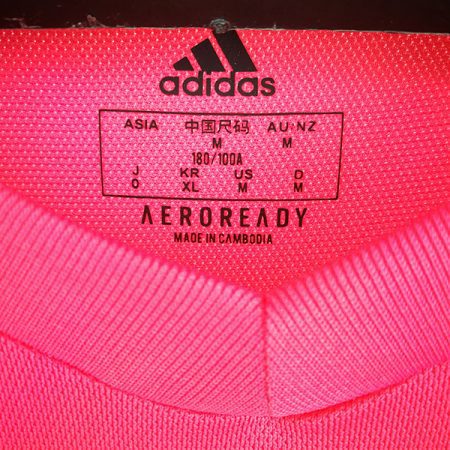 adidas
ASIA 中国尺码 AU/NZ
M M
180/100A
J KR US D
O XL M M
AEROREADY
MADE IN CAMBODIA